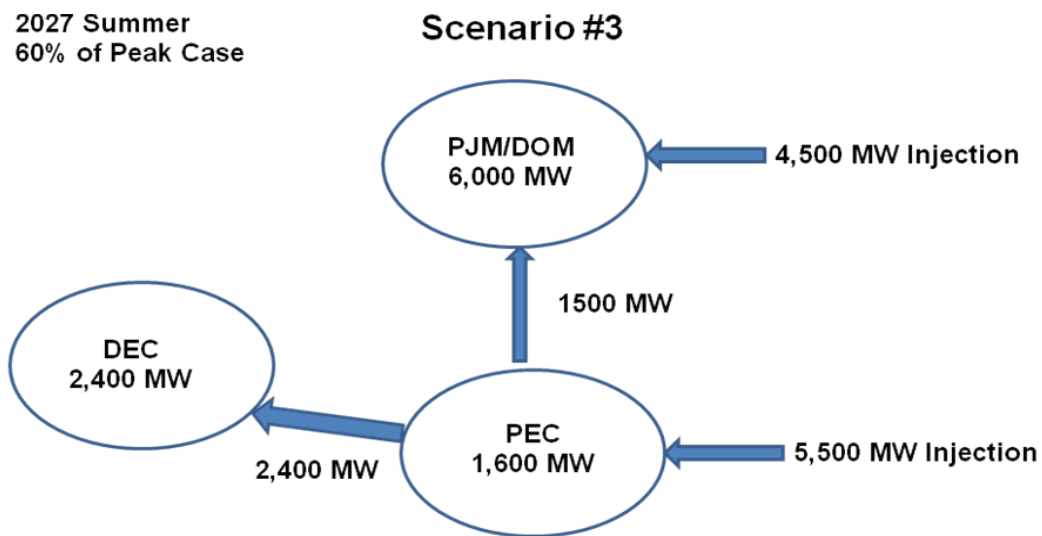 2027 Summer
60% of Peak Case
Scenario #3
PJM/DOM
6,000 MW
4,500 MW Injection
1500 MW
DEC
2,400 MW
2,400 MW
PEC
1,600 MW
5,500 MW Injection